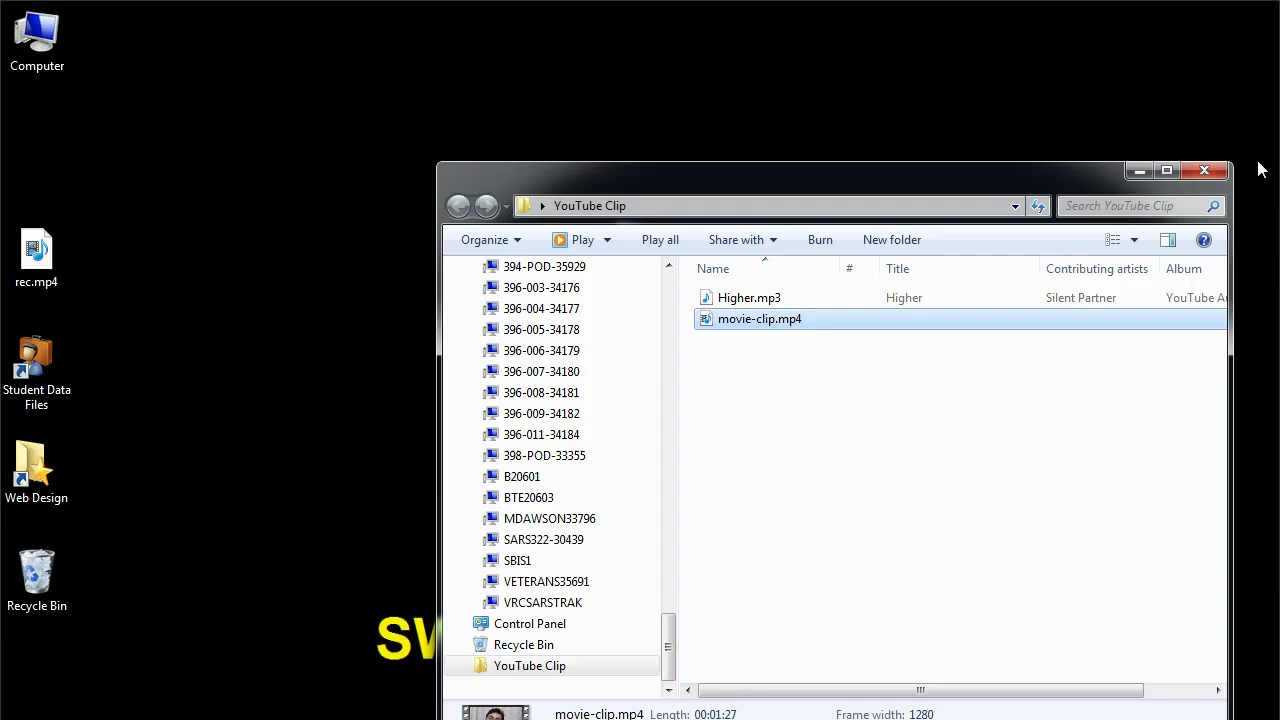 Computer
rec.mp4
Student Data
Files
Web Design
Recycle Bin
SW
YouTube Clip
Search YouTube Clip
Organize
Play
Play all
Share with
Burn
New folder
394-POD-35929
396-003-34176
396-004-34177
396-005-34178
396-006-34179
396-007-34180
396-008-34181
396-009-34182
396-011-34184
398-POD-33355
B20601
BTE20603
MDAWSON33796
SARS322-30439
SBIS1
VETERANS35691
VRCSARSTRAK
Control Panel
Recycle Bin
YouTube Clip
Name # Title Contributing artists Album
Higher.mp3 Higher Silent Partner YouTube Au
movie-clip.mp4
movie-clip.mp4 Length: 00:01:27 Frame width: 1280